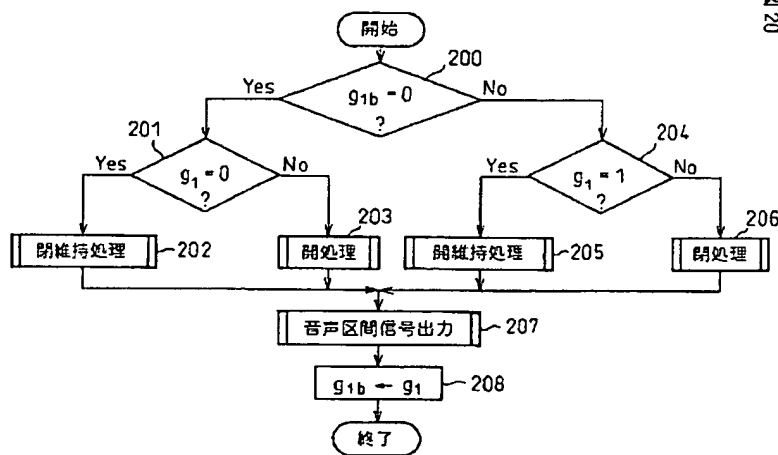 図20
開始
200
g1b = 0
?
Yes
No
201
g1 = 0
?
Yes
No
204
g1 = 1
?
Yes
No
閉維持処理
202
203
開処理
開維持処理
205
206
閉処理
音声区間信号出力
207
g1b ← g1
208
終了